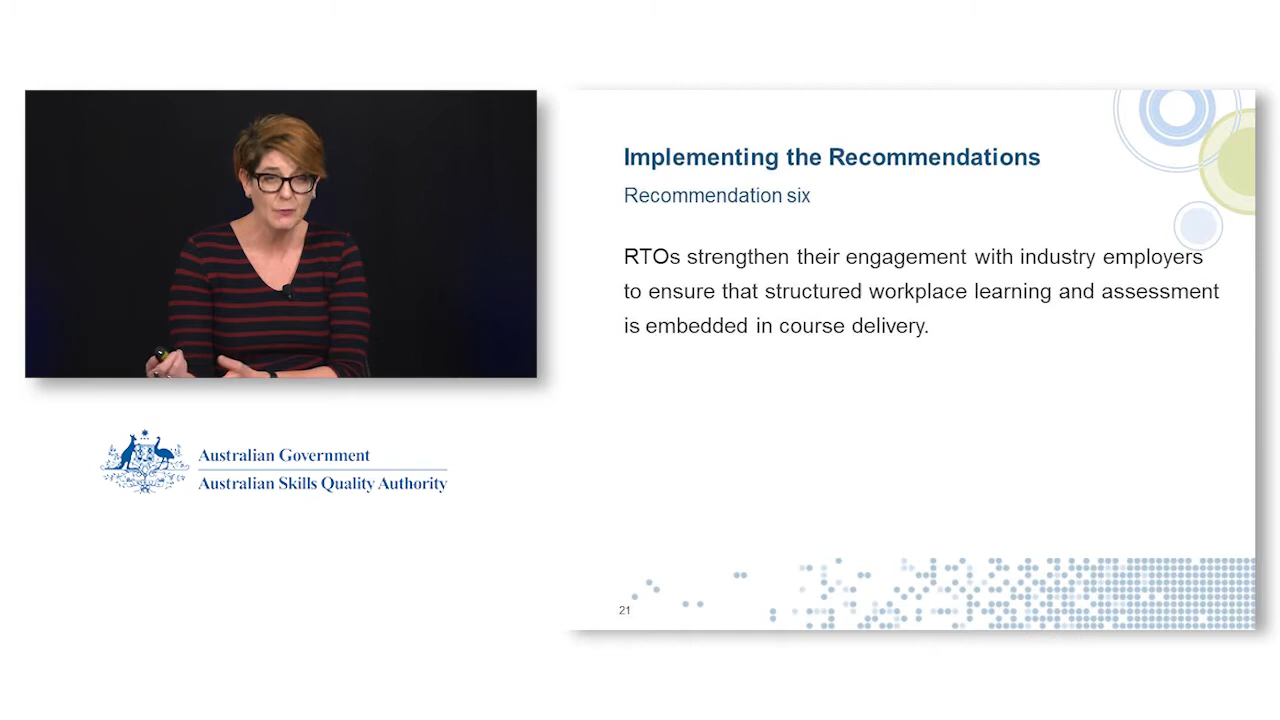 Implementing the Recommendations
Recommendation six
RTOs strengthen their engagement with industry employers
to ensure that structured workplace learning and assessment
is embedded in course delivery.
21
Australian Government
Australian Skills Quality Authority